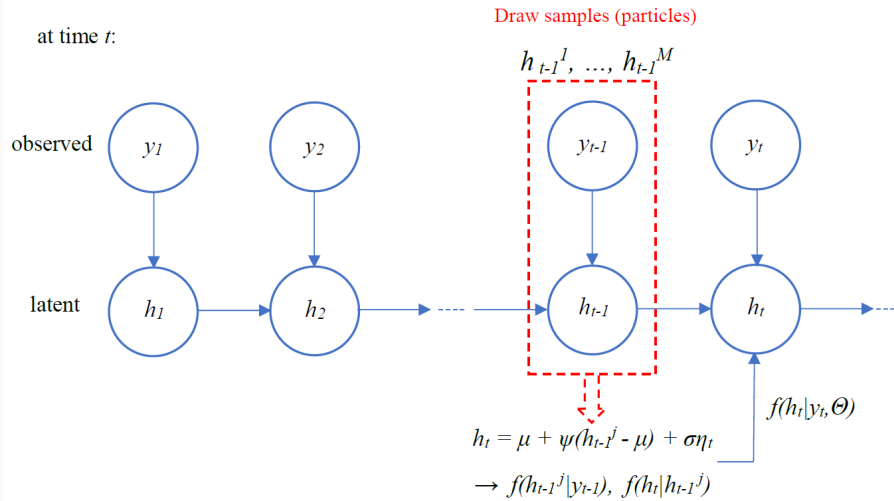 Draw samples (particles)
at time t:
h t-1^1, ..., h t-1^M
observed
y1
y2
yt-1
yt
latent
h1
h2
ht-1
ht
f(ht|yt,Θ)
ht = μ + ψ(ht-1^j - μ) + σηt
→ f(ht-1^j|yt-1), f(ht|ht-1^j)